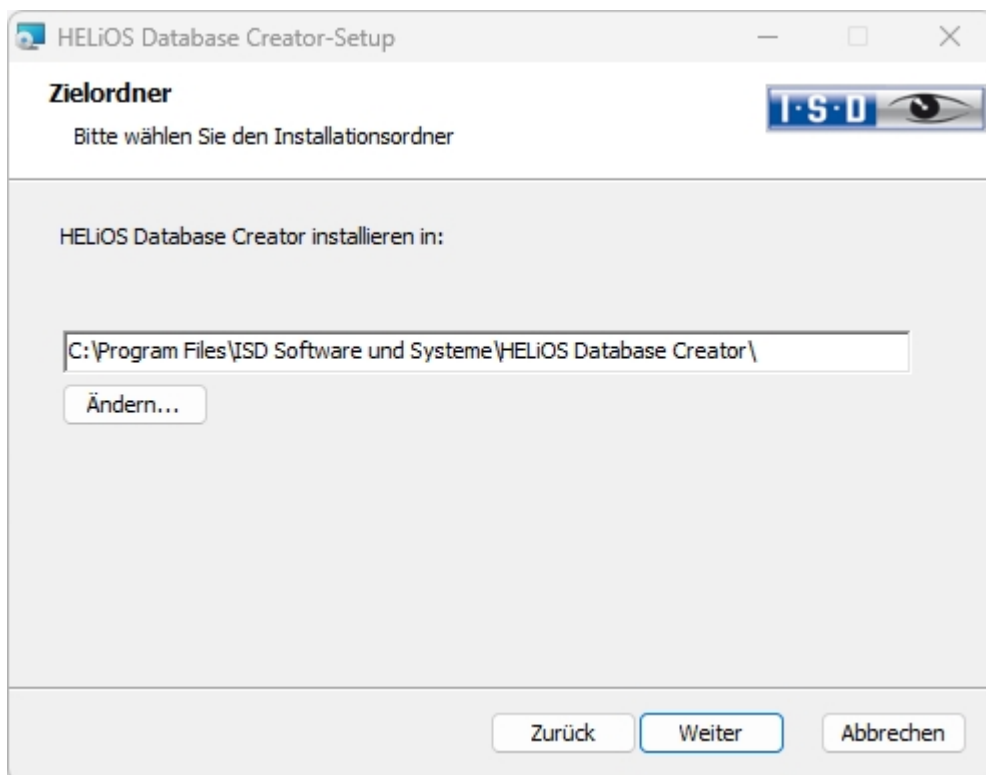 HELiOS Database Creator-Setup
Zielordner
Bitte wählen Sie den Installationsordner
I·S·D
HELiOS Database Creator installieren in:
C:\Program Files\ISD Software und Systeme\HELiOS Database Creator\
Ändern...
Zurück Weiter Abbrechen